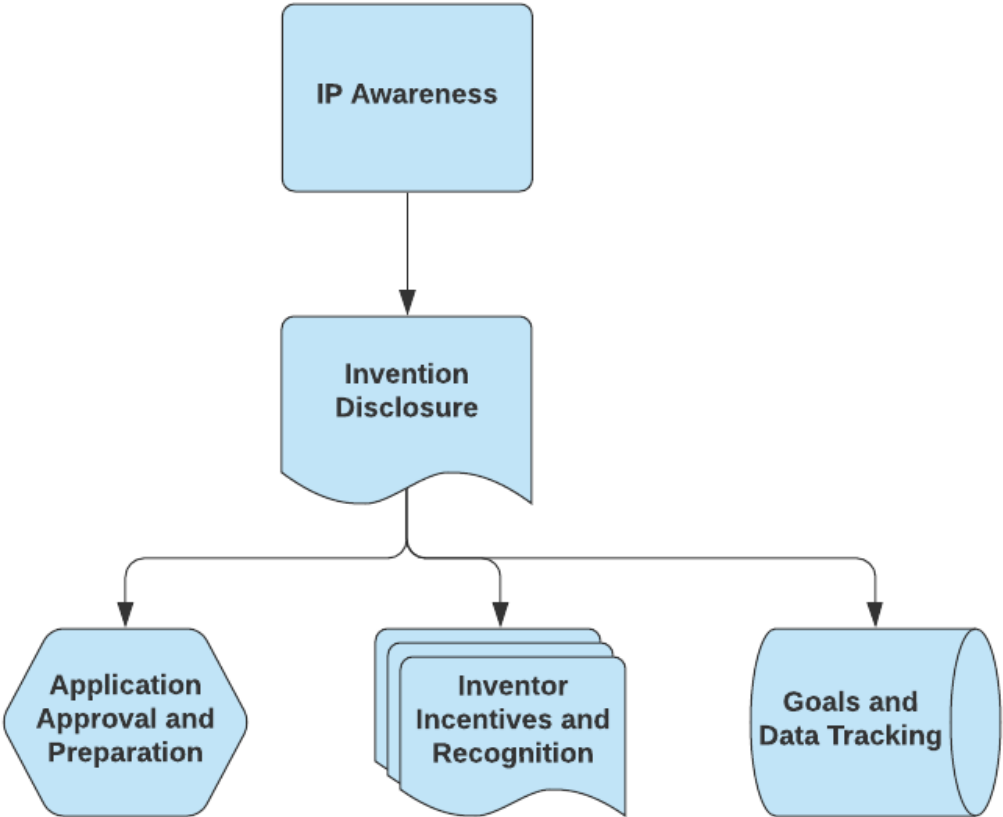 IP Awareness
Invention
Disclosure
Application
Approval and
Preparation
Inventor
Incentives and
Recognition
Goals and
Data Tracking